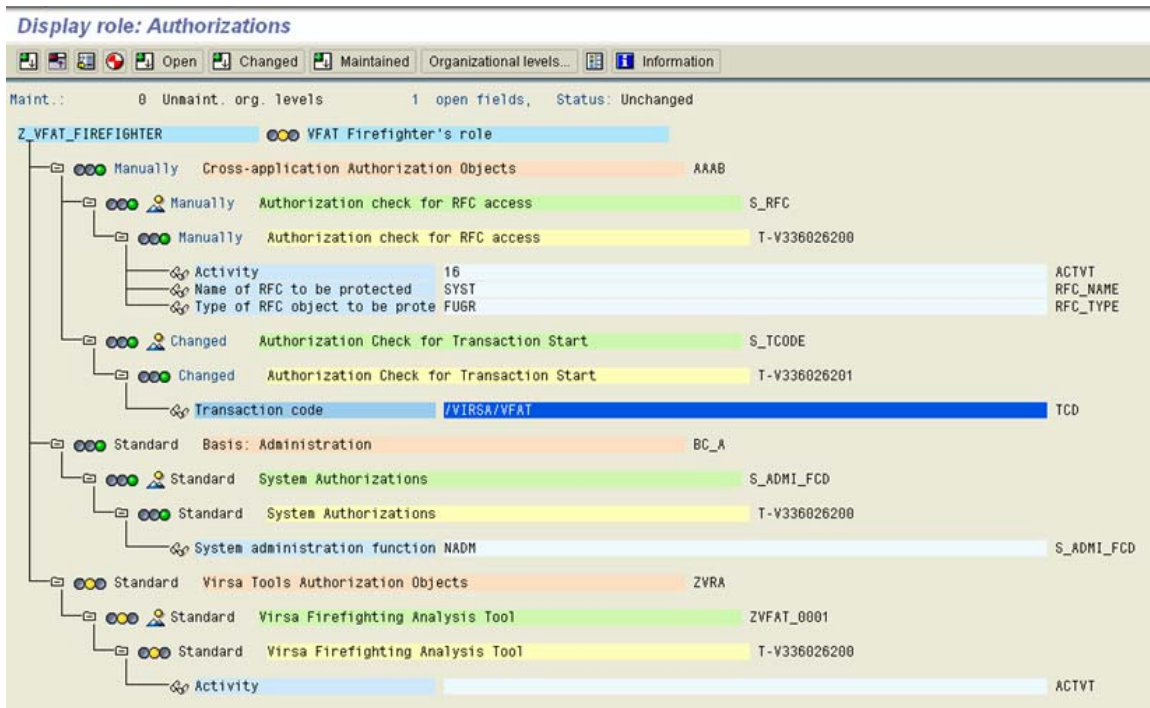 Display role: Authorizations
Open Changed Maintained Organizational levels... Information
Maint.: 0 Unmaint. org. levels 1 open fields, Status: Unchanged
Z_VFAT_FIREFIGHTER VFAT Firefighter's role
Manually Cross-application Authorization Objects AAAB
Manually Authorization check for RFC access S_RFC
Manually Authorization check for RFC access T-V336026200
Activity 16 ACTVT
Name of RFC to be protected SYST RFC_NAME
Type of RFC object to be prote FUGR RFC_TYPE
Changed Authorization Check for Transaction Start S_TCODE
Changed Authorization Check for Transaction Start T-V336026201
Transaction code /VIRSA/VFAT TCD
Standard Basis: Administration BC_A
Standard System Authorizations S_ADMI_FCD
Standard System Authorizations T-V336026200
System administration function NADM S_ADMI_FCD
Standard Virsa Tools Authorization Objects ZVRA
Standard Virsa Firefighting Analysis Tool ZVFAT_0001
Standard Virsa Firefighting Analysis Tool T-V336026200
Activity ACTVT